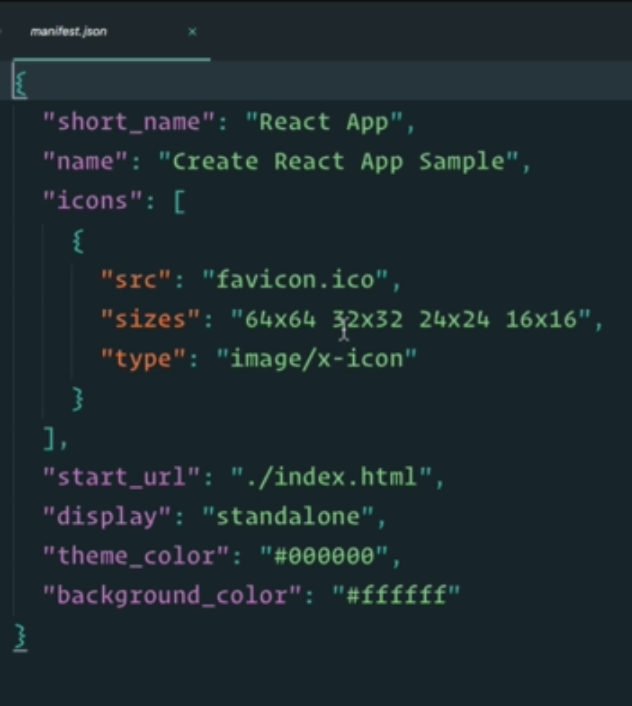 manifest.json ×
{
"short_name": "React App",
"name": "Create React App Sample",
"icons": [
{
"src": "favicon.ico",
"sizes": "64x64 32x32 24x24 16x16",
"type": "image/x-icon"
}
],
"start_url": "./index.html",
"display": "standalone",
"theme_color": "#000000",
"background_color": "#ffffff"
}